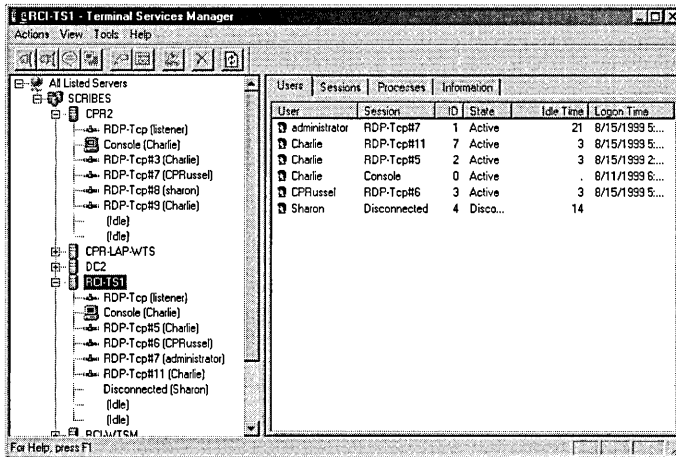 RCI-TS1 - Terminal Services Manager
Actions View Tools Help
All Listed Servers
SCRIBES
CPR2
RDP-Tcp (listener)
Console (Charlie)
RDP-Tcp#3 (Charlie)
RDP-Tcp#7 (CPRussel)
RDP-Tcp#8 (sharon)
RDP-Tcp#9 (Charlie)
(Idle)
(Idle)
CPR-LAP-WTS
DC2
RCI-TS1
RDP-Tcp (listener)
Console (Charlie)
RDP-Tcp#5 (Charlie)
RDP-Tcp#6 (CPRussel)
RDP-Tcp#7 (administrator)
RDP-Tcp#11 (Charlie)
Disconnected (Sharon)
(Idle)
(Idle)
RCI-WTSM
Users Sessions Processes Information
User Session ID State Idle Time Logon Time
administrator RDP-Tcp#7 1 Active 21 8/15/1999 5:...
Charlie RDP-Tcp#11 7 Active 3 8/15/1999 5:...
Charlie RDP-Tcp#5 2 Active 3 8/15/1999 2:...
Charlie Console 0 Active . 8/11/1999 6:...
CPRussel RDP-Tcp#6 3 Active 3 8/15/1999 5:...
Sharon Disconnected 4 Disco... 14
For Help, press F1